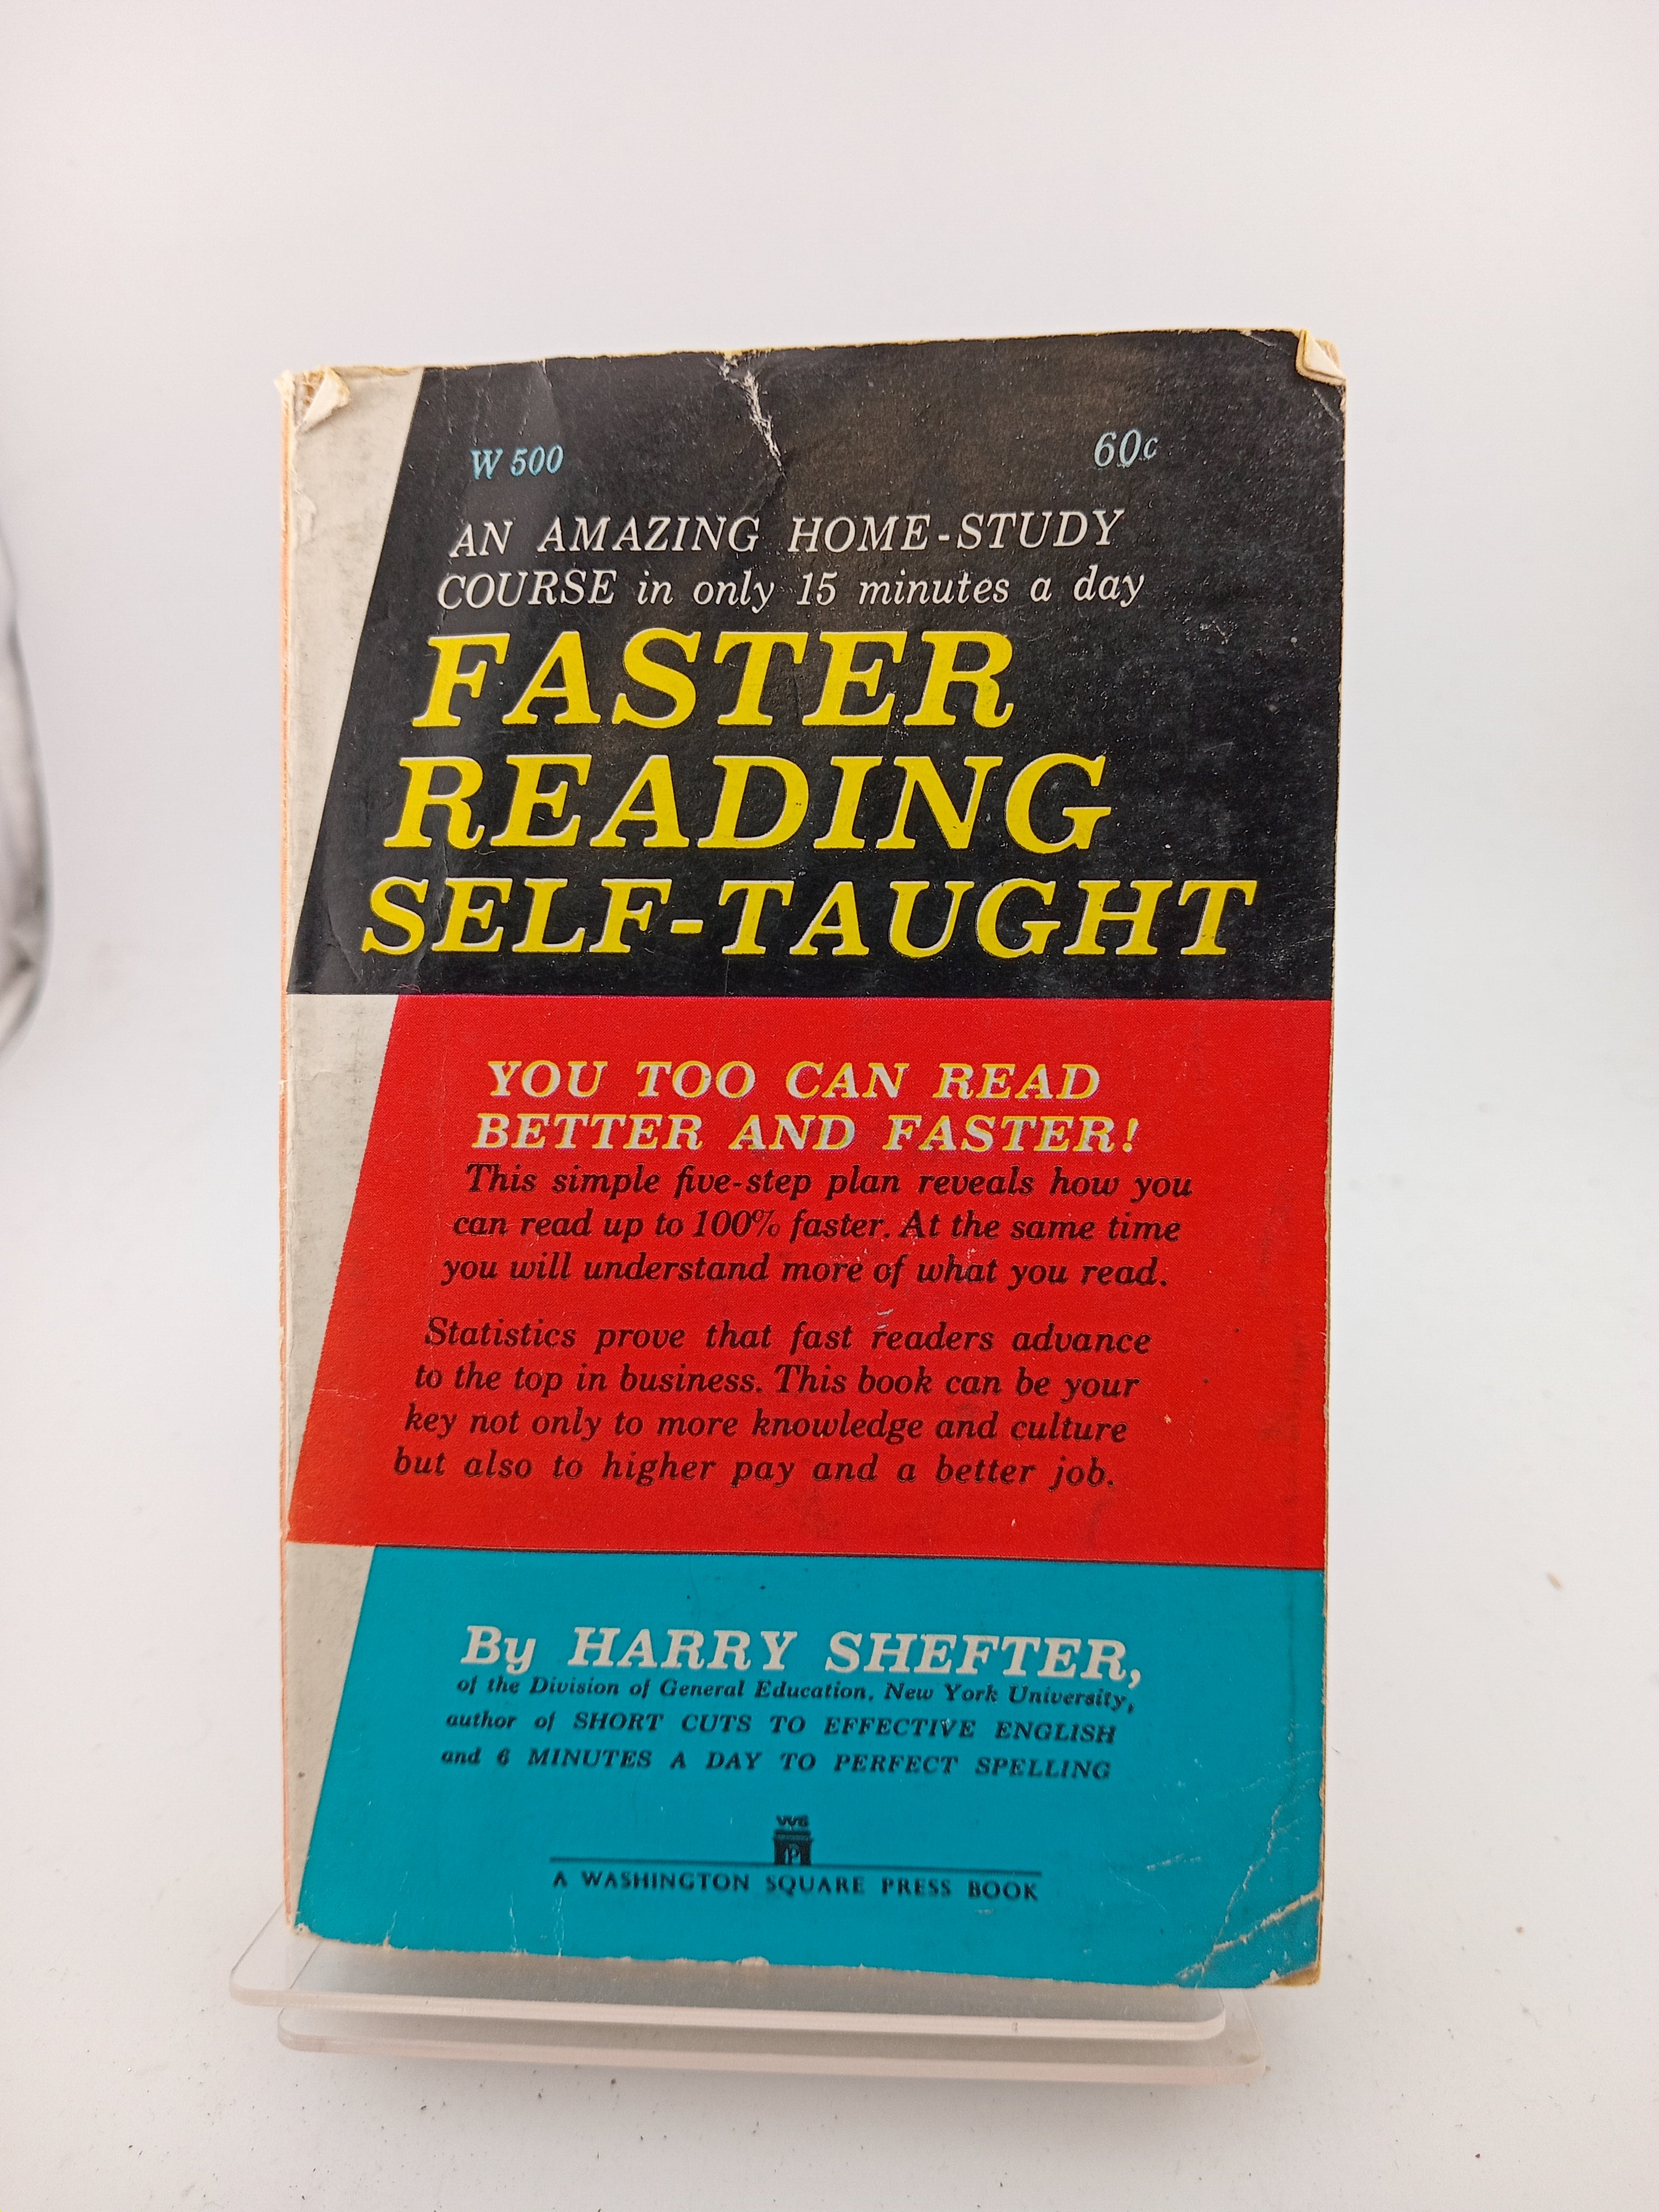 W 500
60c
AN AMAZING HOME-STUDY
COURSE in only 15 minutes a day
FASTER
READING
SELF-TAUGHT
YOU TOO CAN READ
BETTER AND FASTER!
This simple five-step plan reveals how you
can read up to 100% faster. At the same time
you will understand more of what you read.
Statistics prove that fast readers advance
to the top in business. This book can be your
key not only to more knowledge and culture
but also to higher pay and a better job.
By HARRY SHEFTER,
of the Division of General Education, New York University,
author of SHORT CUTS TO EFFECTIVE ENGLISH
and 6 MINUTES A DAY TO PERFECT SPELLING
WS
P
A WASHINGTON SQUARE PRESS BOOK